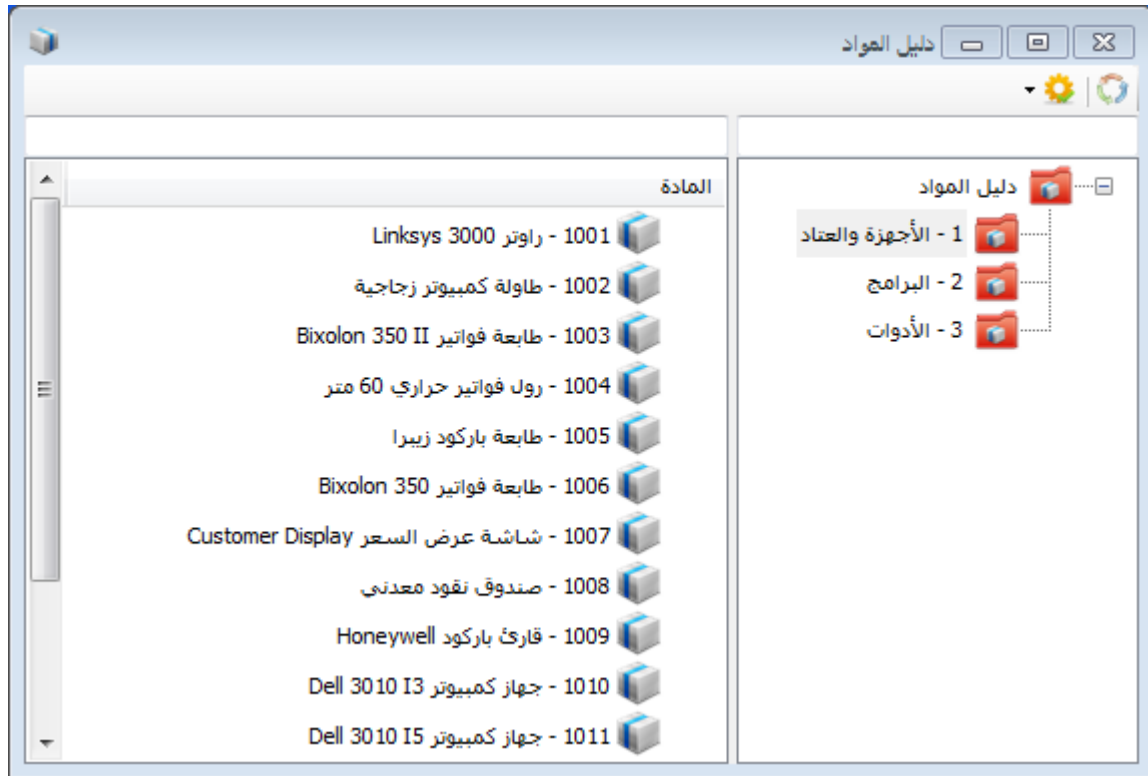 دليل المواد
دليل المواد
1 - الأجهزة والعتاد
2 - البرامج
3 - الأدوات
المادة
1001 - راوتر Linksys 3000
1002 - طاولة كمبيوتر زجاجية
1003 - طابعة فواتير Bixolon 350 II
1004 - رول فواتير حراري 60 متر
1005 - طابعة باركود زيبرا
1006 - طابعة فواتير Bixolon 350
1007 - شاشة عرض السعر Customer Display
1008 - صندوق نقود معدني
1009 - قارئ باركود Honeywell
1010 - جهاز كمبيوتر Dell 3010 I3
1011 - جهاز كمبيوتر Dell 3010 I5